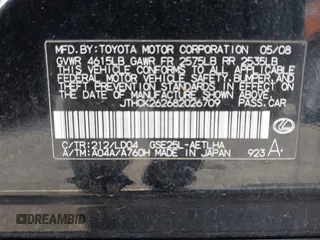 MFD.BY:TOYOTA MOTOR CORPORATION 05/08
GVWR 4615LB GAWR FR 2575LB RR 2535LB
THIS VEHICLE CONFORMS TO ALL APPLICABLE
FEDERAL MOTOR VEHICLE SAFETY,
BUMPER, AND THEFT PREVENTION
STANDARDS IN EFFECT ON THE DATE OF
MANUFACTURE SHOWN ABOVE.
JTHCK262682026709 PASS.CAR
C/TR:212/LD04 GSE25L-AETLHA
A/TM:A04A/A760H MADE IN JAPAN 923 A
DREAMBID